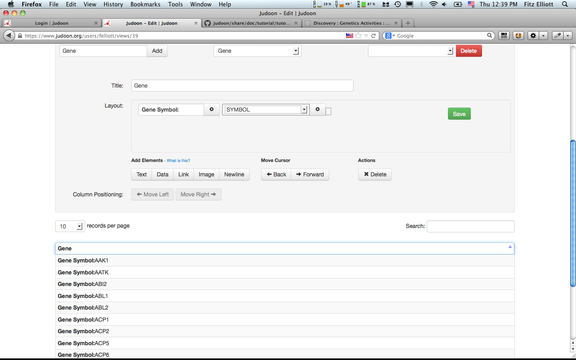 Firefox File Edit View History Bookmarks Tools Window Help Thu 12:39 PM Fitz Elliott
Judoon – Edit | Judoon
Login | Judoon Judoon – Edit | Judoon judoon/share/doc/tutorial/tuto... Discovery | Genetics Activities : ...
https://www.judoon.org/users/felliott/views/39 Google
Gene Add Gene Delete
Title: Gene
Layout: Gene Symbol: SYMBOL Save
Add Elements - What is this? Move Cursor Actions
Text Data Link Image Newline Back Forward Delete
Column Positioning: Move Left Move Right
10 records per page Search:
Gene
Gene Symbol:AAK1
Gene Symbol:AATK
Gene Symbol:ABI2
Gene Symbol:ABL1
Gene Symbol:ABL2
Gene Symbol:ACP1
Gene Symbol:ACP2
Gene Symbol:ACP5
Gene Symbol:ACP6